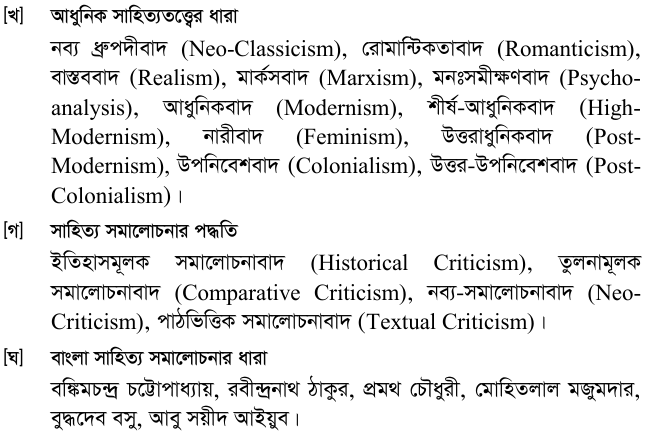 [খ] আধুনিক সাহিত্যতত্ত্বের ধারা
নব্য ধ্রুপদীবাদ (Neo-Classicism), রোমান্টিকতাবাদ (Romanticism),
বাস্তববাদ (Realism), মার্কসবাদ (Marxism), মনঃসমীক্ষণবাদ (Psycho-
analysis), আধুনিকবাদ (Modernism), শীর্ষ-আধুনিকবাদ (High-
Modernism), নারীবাদ (Feminism), উত্তরাধুনিকবাদ (Post-
Modernism), উপনিবেশবাদ (Colonialism), উত্তর-উপনিবেশবাদ (Post-
Colonialism)।
[গ] সাহিত্য সমালোচনার পদ্ধতি
ইতিহাসমূলক সমালোচনাবাদ (Historical Criticism), তুলনামূলক
সমালোচনাবাদ (Comparative Criticism), নব্য-সমালোচনাবাদ (Neo-
Criticism), পাঠভিত্তিক সমালোচনাবাদ (Textual Criticism)।
[ঘ] বাংলা সাহিত্য সমালোচনার ধারা
বঙ্কিমচন্দ্র চট্টোপাধ্যায়, রবীন্দ্রনাথ ঠাকুর, প্রমথ চৌধুরী, মোহিতলাল মজুমদার,
বুদ্ধদেব বসু, আবু সয়ীদ আইয়ুব।